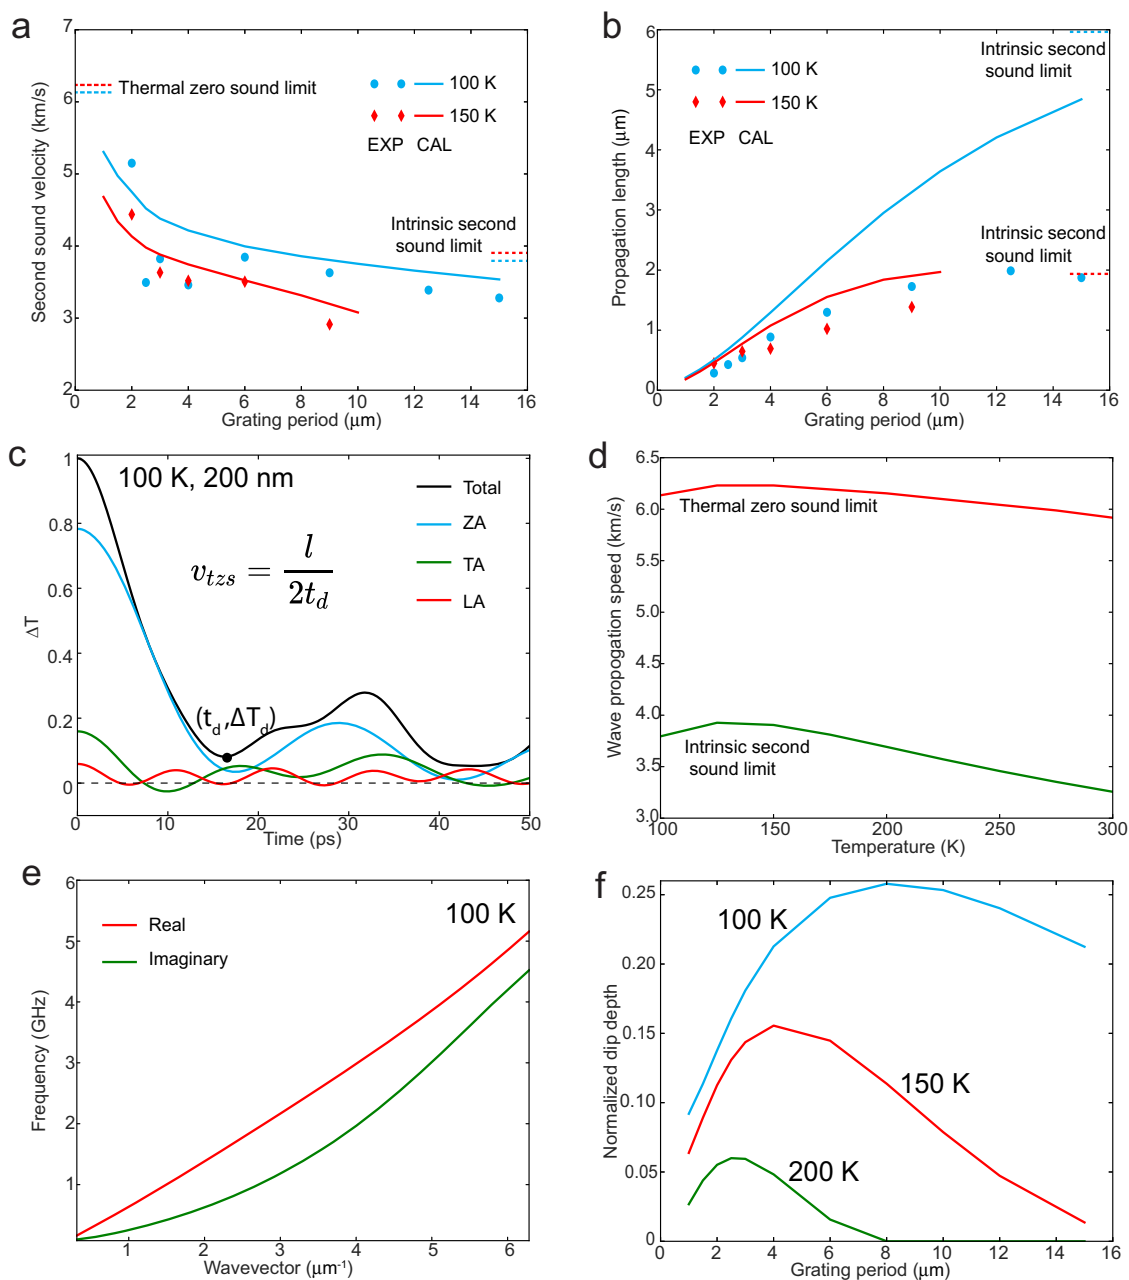 a
7
6
5
4
3
2
0
2
4
6
8
10
12
14
16
Second sound velocity (km/s)
Grating period (μm)
Thermal zero sound limit
100 K
150 K
EXP CAL
Intrinsic second
sound limit
b
6
5
4
3
2
1
0
0
2
4
6
8
10
12
14
16
Propagation length (μm)
Grating period (μm)
100 K
150 K
EXP CAL
Intrinsic second
sound limit
Intrinsic second
sound limit
c
1
0.8
0.6
0.4
0.2
0
0
10
20
30
40
50
ΔT
Time (ps)
100 K, 200 nm
v_tzs = l / 2t_d
Total
ZA
TA
LA
(t_d,ΔT_d)
d
6.5
6.0
5.5
5.0
4.5
4.0
3.5
3.0
100
150
200
250
300
Wave propogation speed (km/s)
Temperature (K)
Thermal zero sound limit
Intrinsic second
sound limit
e
6
5
4
3
2
1
1
2
3
4
5
6
Frequency (GHz)
Wavevector (μm⁻¹)
100 K
Real
Imaginary
f
0.25
0.20
0.15
0.10
0.05
0
0
2
4
6
8
10
12
14
16
Normalized dip depth
Grating period (μm)
100 K
150 K
200 K